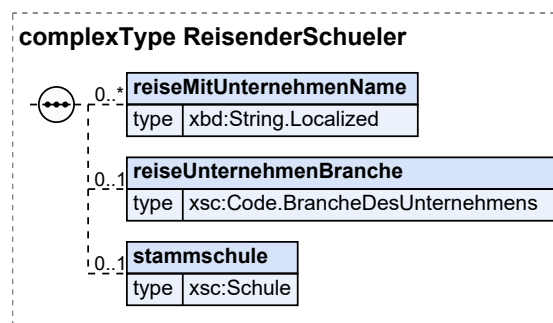 complexType ReisenderSchueler
0..* reiseMitUnternehmenName
type xbd:String.Localized
0..1 reiseUnternehmenBranche
type xsc:Code.BrancheDesUnternehmens
0..1 stammschule
type xsc:Schule